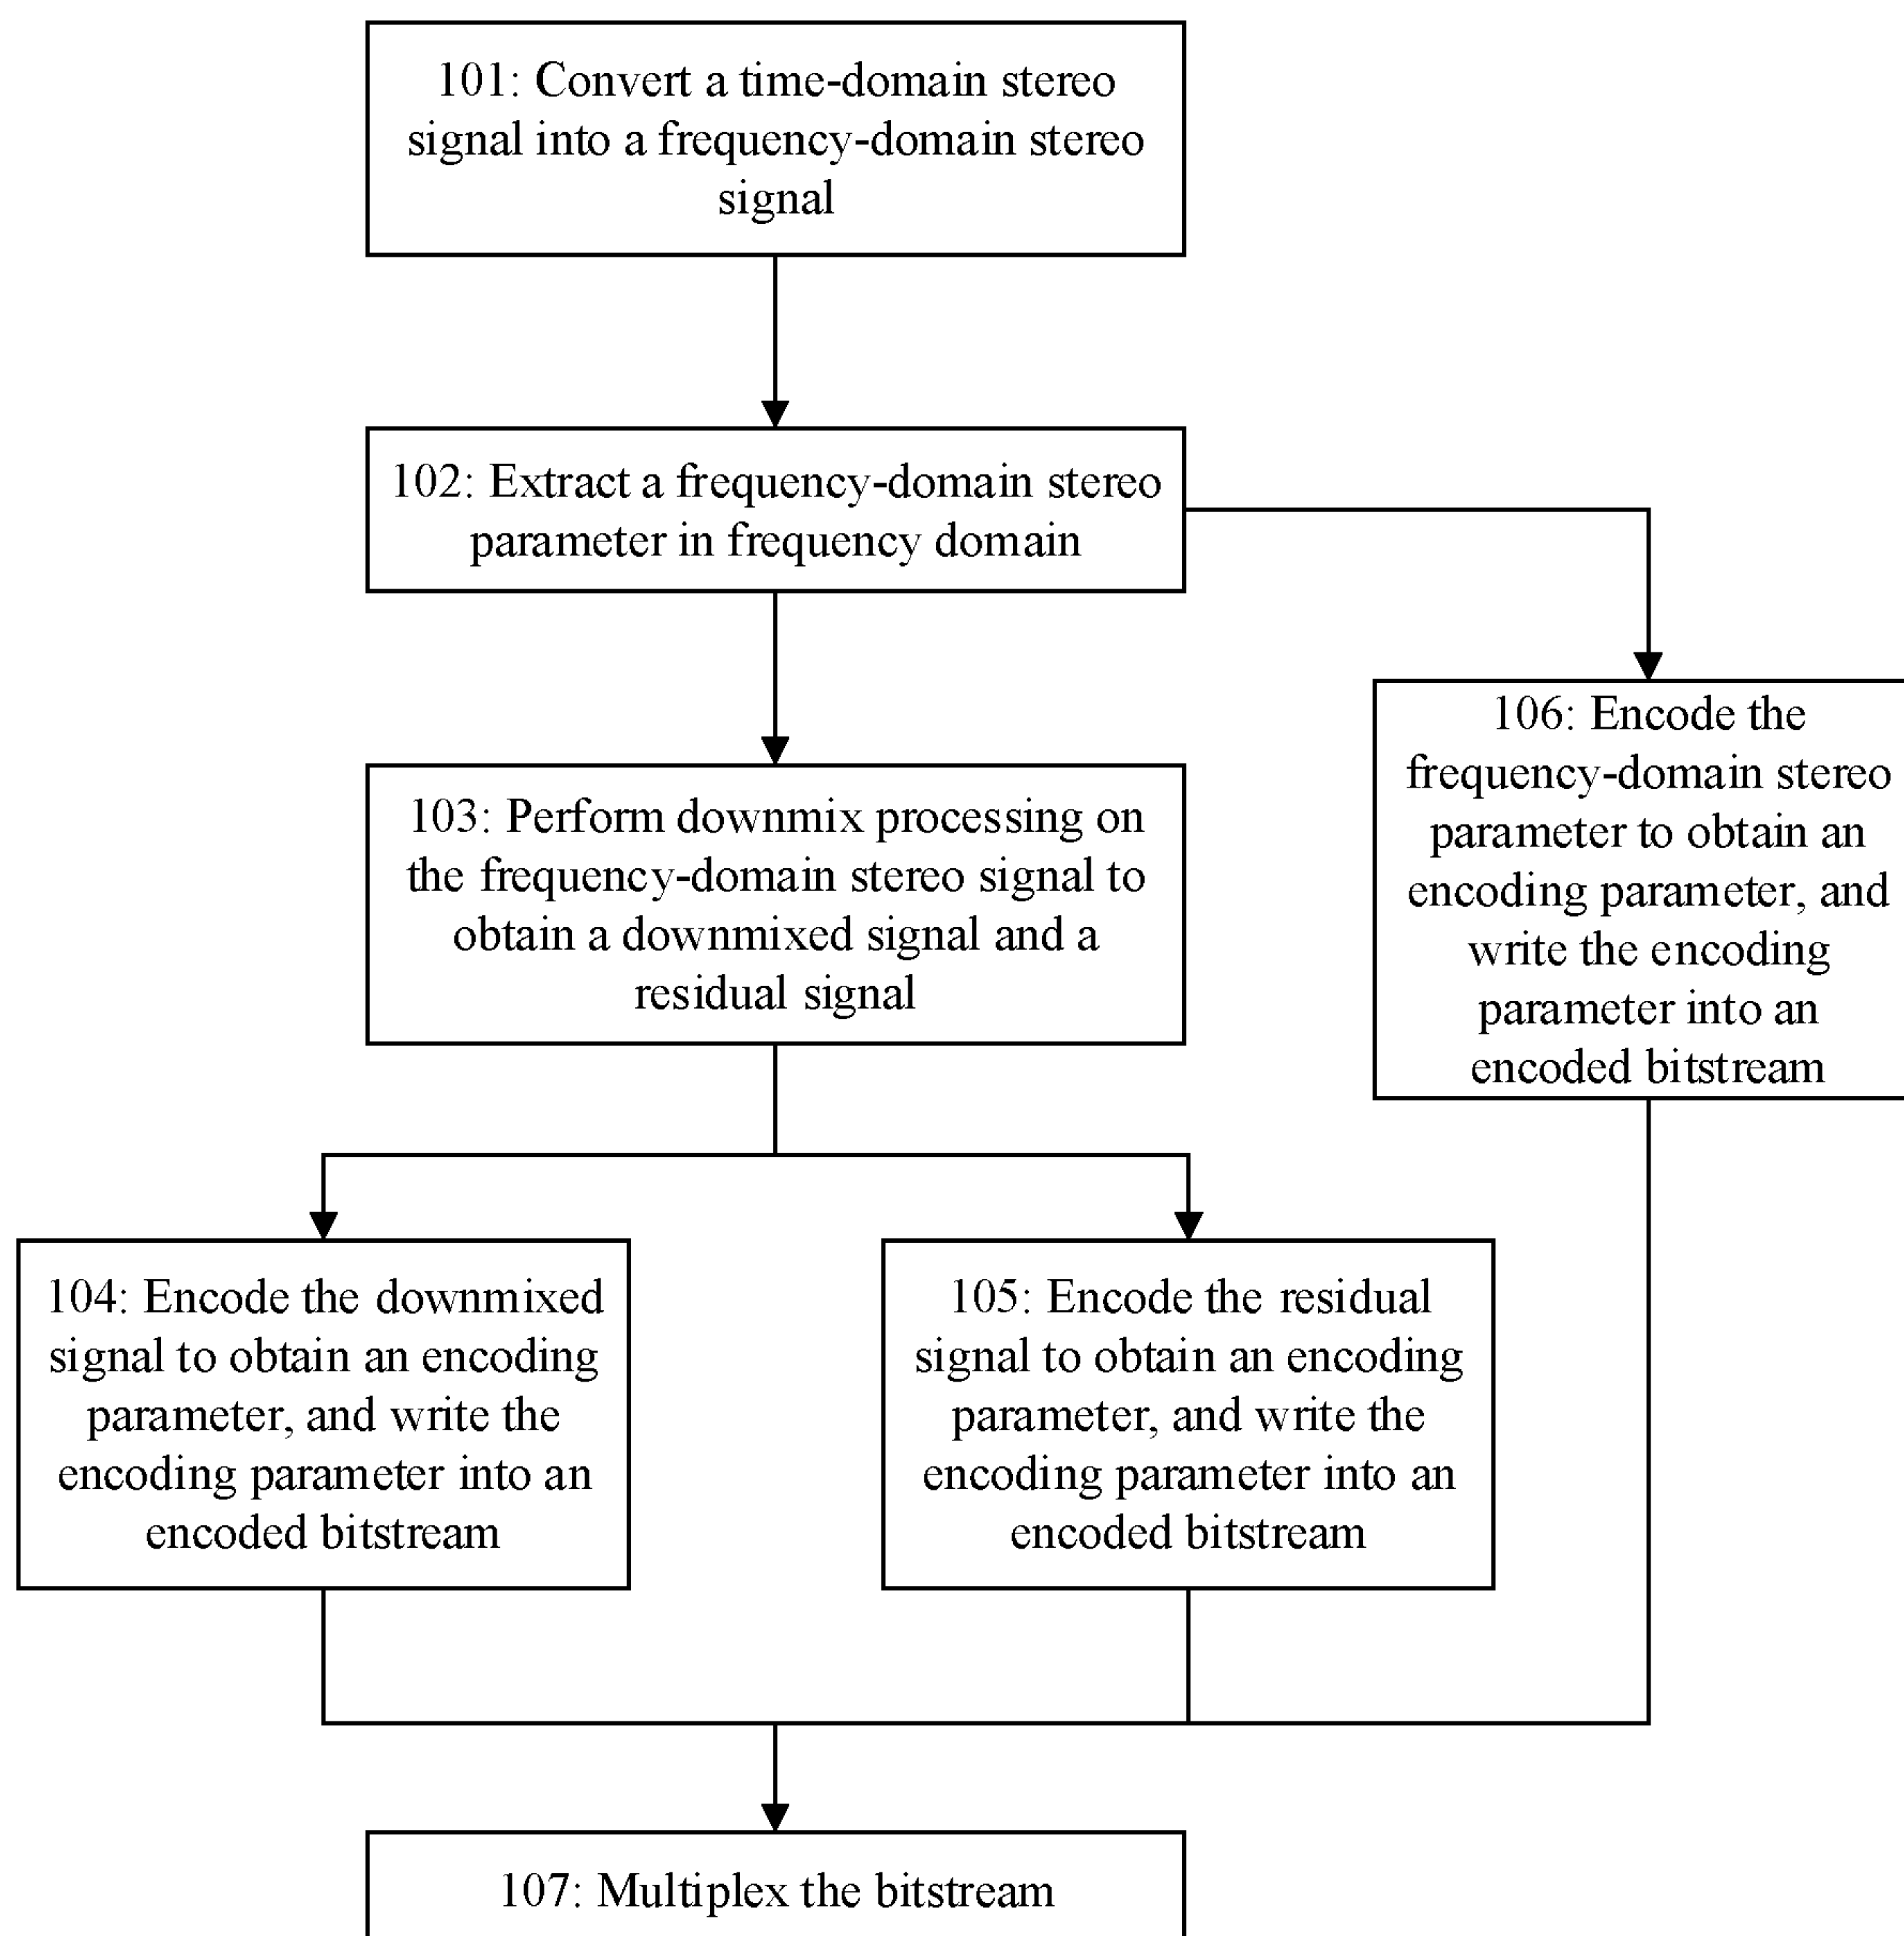 101: Convert a time-domain stereo
signal into a frequency-domain stereo
signal
102: Extract a frequency-domain stereo
parameter in frequency domain
103: Perform downmix processing on
the frequency-domain stereo signal to
obtain a downmixed signal and a
residual signal
106: Encode the
frequency-domain stereo
parameter to obtain an
encoding parameter, and
write the encoding
parameter into an
encoded bitstream
104: Encode the downmixed
signal to obtain an encoding
parameter, and write the
encoding parameter into an
encoded bitstream
105: Encode the residual
signal to obtain an encoding
parameter, and write the
encoding parameter into an
encoded bitstream
107: Multiplex the bitstream